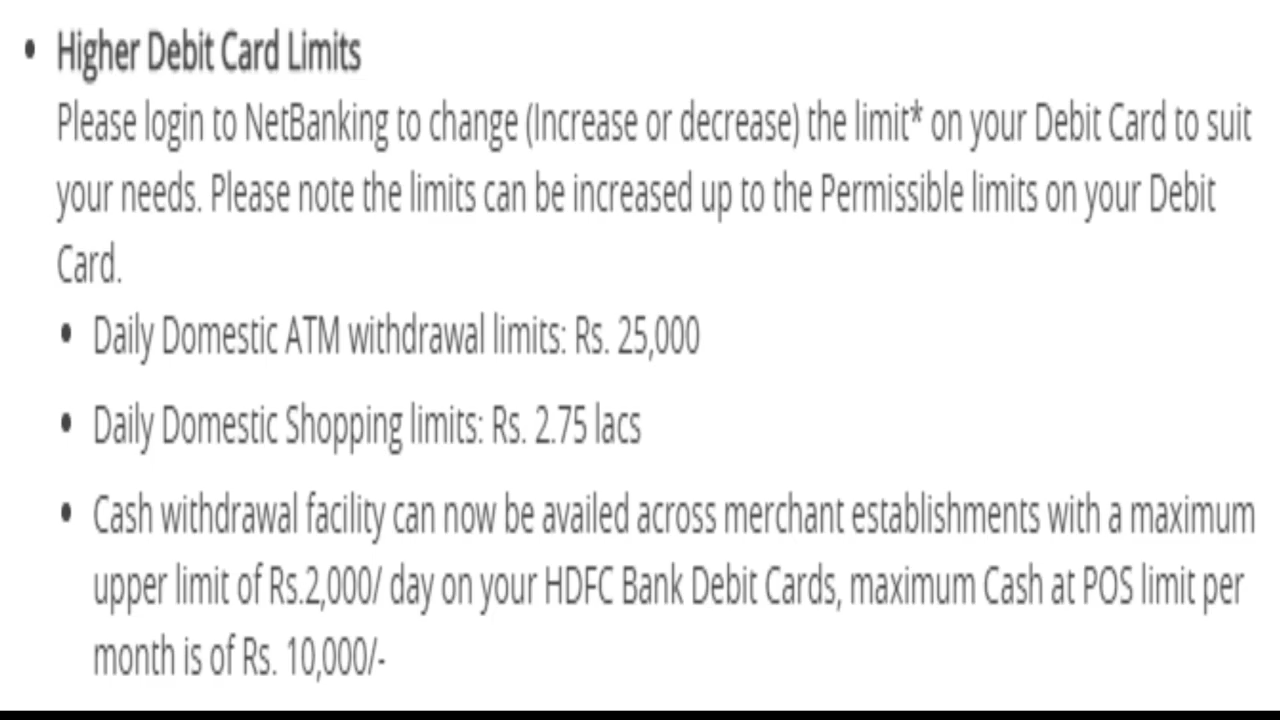 • Higher Debit Card Limits
Please login to NetBanking to change (Increase or decrease) the limit* on your Debit Card to suit
your needs. Please note the limits can be increased up to the Permissible limits on your Debit
Card.
• Daily Domestic ATM withdrawal limits: Rs. 25,000
• Daily Domestic Shopping limits: Rs. 2.75 lacs
• Cash withdrawal facility can now be availed across merchant establishments with a maximum
upper limit of Rs.2,000/ day on your HDFC Bank Debit Cards, maximum Cash at POS limit per
month is of Rs. 10,000/-